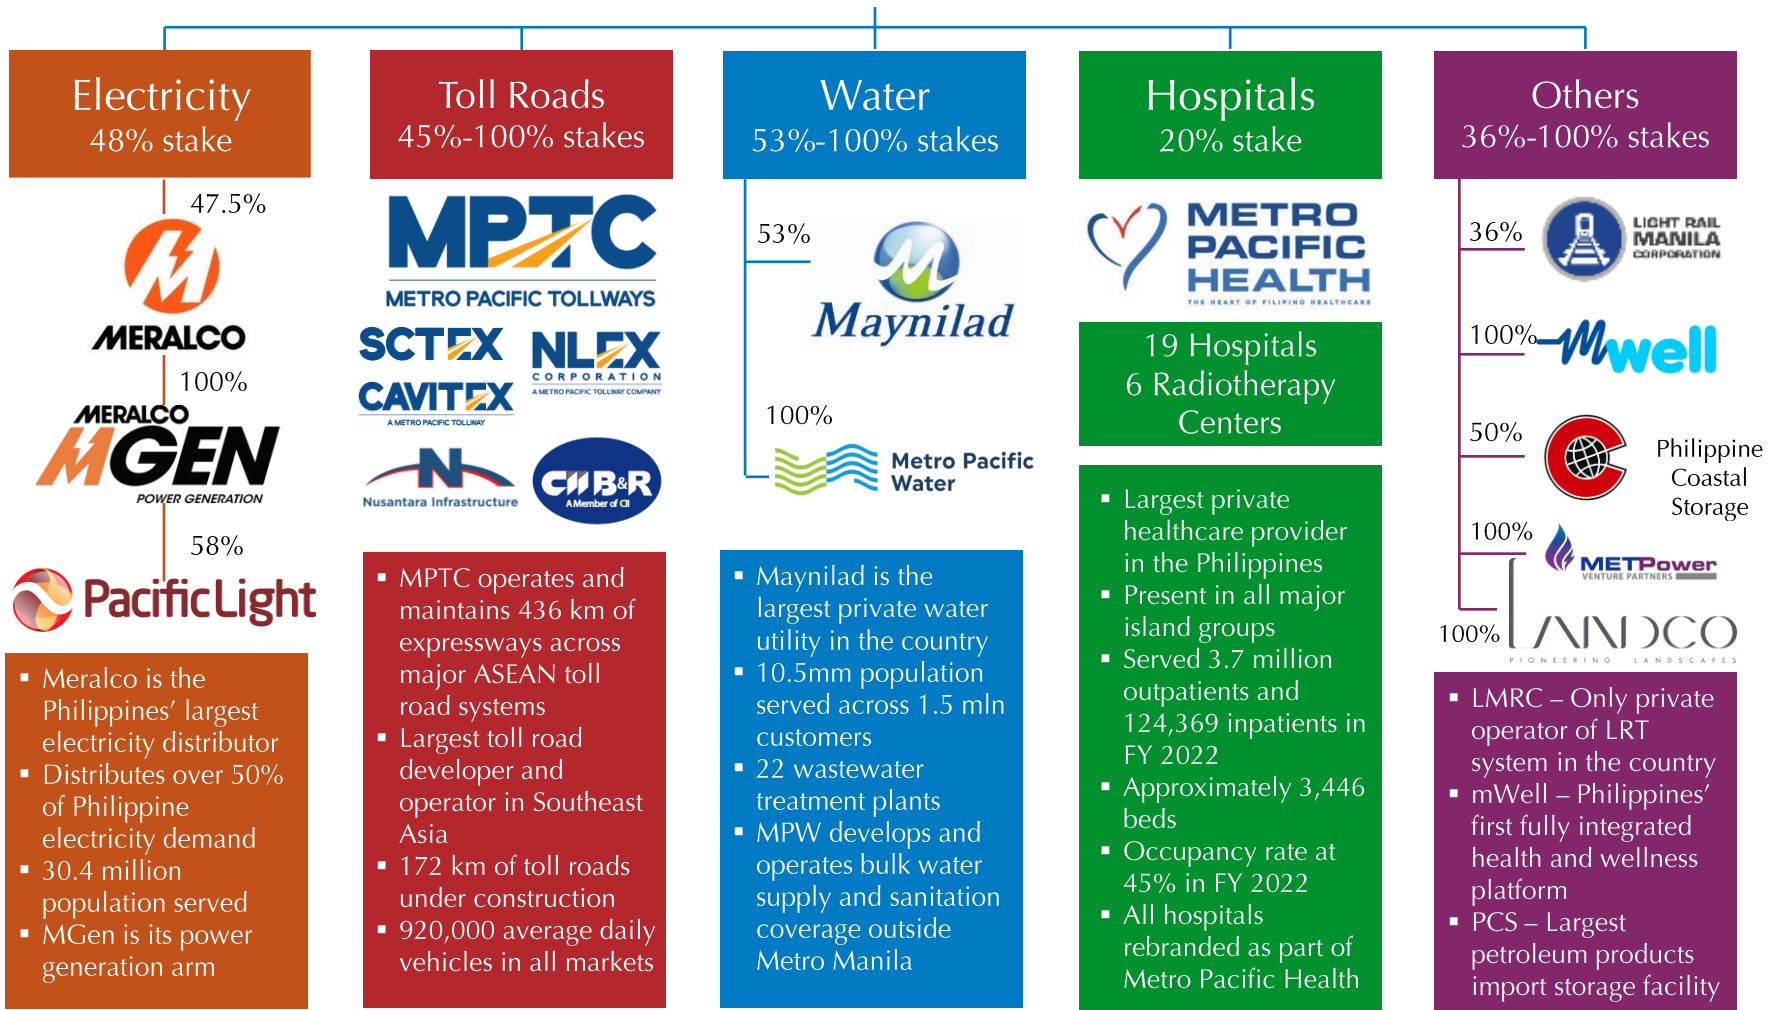 Electricity
48% stake
47.5%
MERALCO
100%
MERALCO
MGEN
POWER GENERATION
58%
PacificLight
▪ Meralco is the
Philippines’ largest
electricity distributor
▪ Distributes over 50%
of Philippine
electricity demand
▪ 30.4 million
population served
▪ MGen is its power
generation arm
Toll Roads
45%-100% stakes
MPTC
METRO PACIFIC TOLLWAYS
SCTEX
NLEX
CORPORATION
A METRO PACIFIC TOLLWAY COMPANY
CAVITEX
A METRO PACIFIC TOLLWAY
N
Nusantara Infrastructure
CII B&R
A Member of CII
▪ MPTC operates and
maintains 436 km of
expressways across
major ASEAN toll
road systems
▪ Largest toll road
developer and
operator in Southeast
Asia
▪ 172 km of toll roads
under construction
▪ 920,000 average daily
vehicles in all markets
Water
53%-100% stakes
53%
Maynilad
100%
Metro Pacific
Water
▪ Maynilad is the
largest private water
utility in the country
▪ 10.5mm population
served across 1.5 mln
customers
▪ 22 wastewater
treatment plants
▪ MPW develops and
operates bulk water
supply and sanitation
coverage outside
Metro Manila
Hospitals
20% stake
METRO
PACIFIC
HEALTH
THE HEART OF FILIPINO HEALTHCARE
19 Hospitals
6 Radiotherapy
Centers
▪ Largest private
healthcare provider
in the Philippines
▪ Present in all major
island groups
▪ Served 3.7 million
outpatients and
124,369 inpatients in
FY 2022
▪ Approximately 3,446
beds
▪ Occupancy rate at
45% in FY 2022
▪ All hospitals
rebranded as part of
Metro Pacific Health
Others
36%-100% stakes
36%
LIGHT RAIL
MANILA
CORPORATION
100%
mwell
50%
Philippine
Coastal
Storage
100%
METPower
VENTURE PARTNERS
100%
LANDCO
PIONEERING LANDSCAPES
▪ LMRC – Only private
operator of LRT
system in the country
▪ mWell – Philippines’
first fully integrated
health and wellness
platform
▪ PCS – Largest
petroleum products
import storage facility